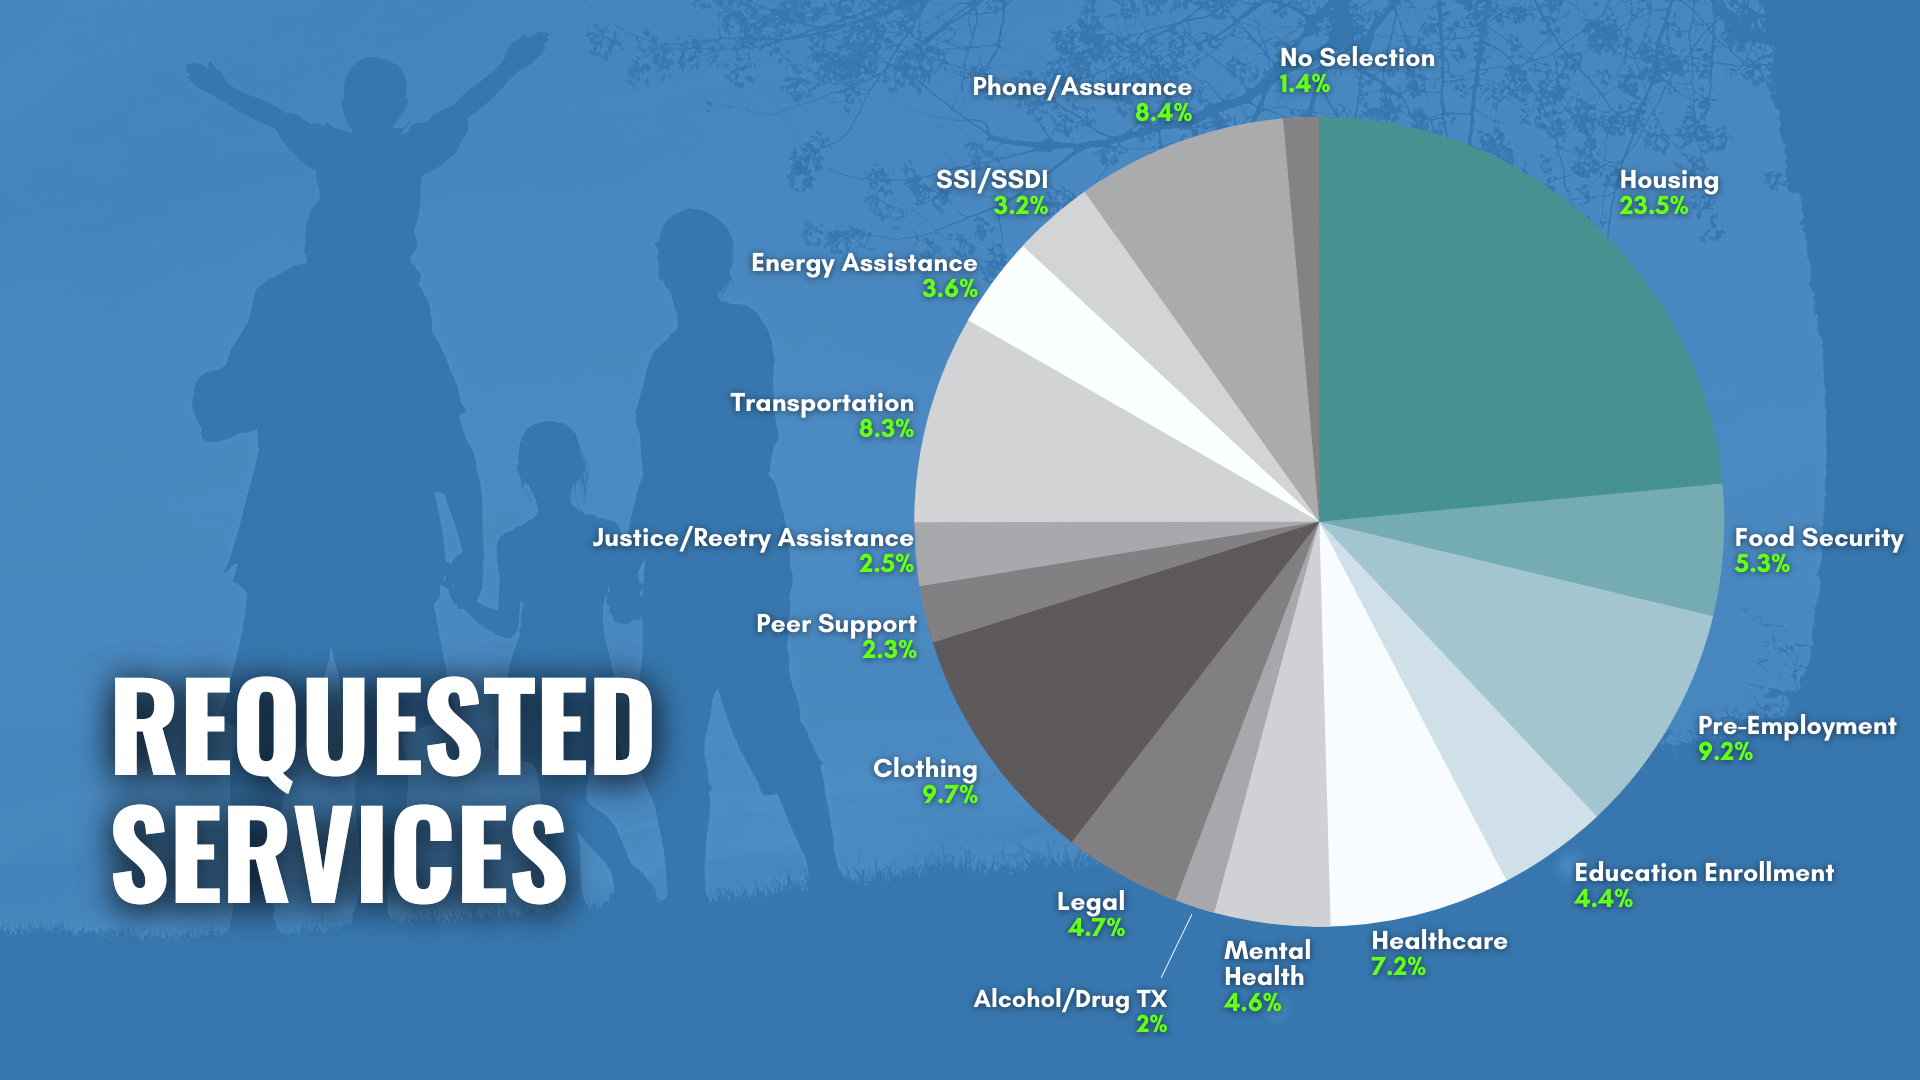 REQUESTED
SERVICES
No Selection
1.4%
Housing
23.5%
Food Security
5.3%
Pre-Employment
9.2%
Education Enrollment
4.4%
Healthcare
7.2%
Mental
Health
4.6%
Alcohol/Drug TX
2%
Legal
4.7%
Clothing
9.7%
Peer Support
2.3%
Justice/Reetry Assistance
2.5%
Transportation
8.3%
Energy Assistance
3.6%
SSI/SSDI
3.2%
Phone/Assurance
8.4%